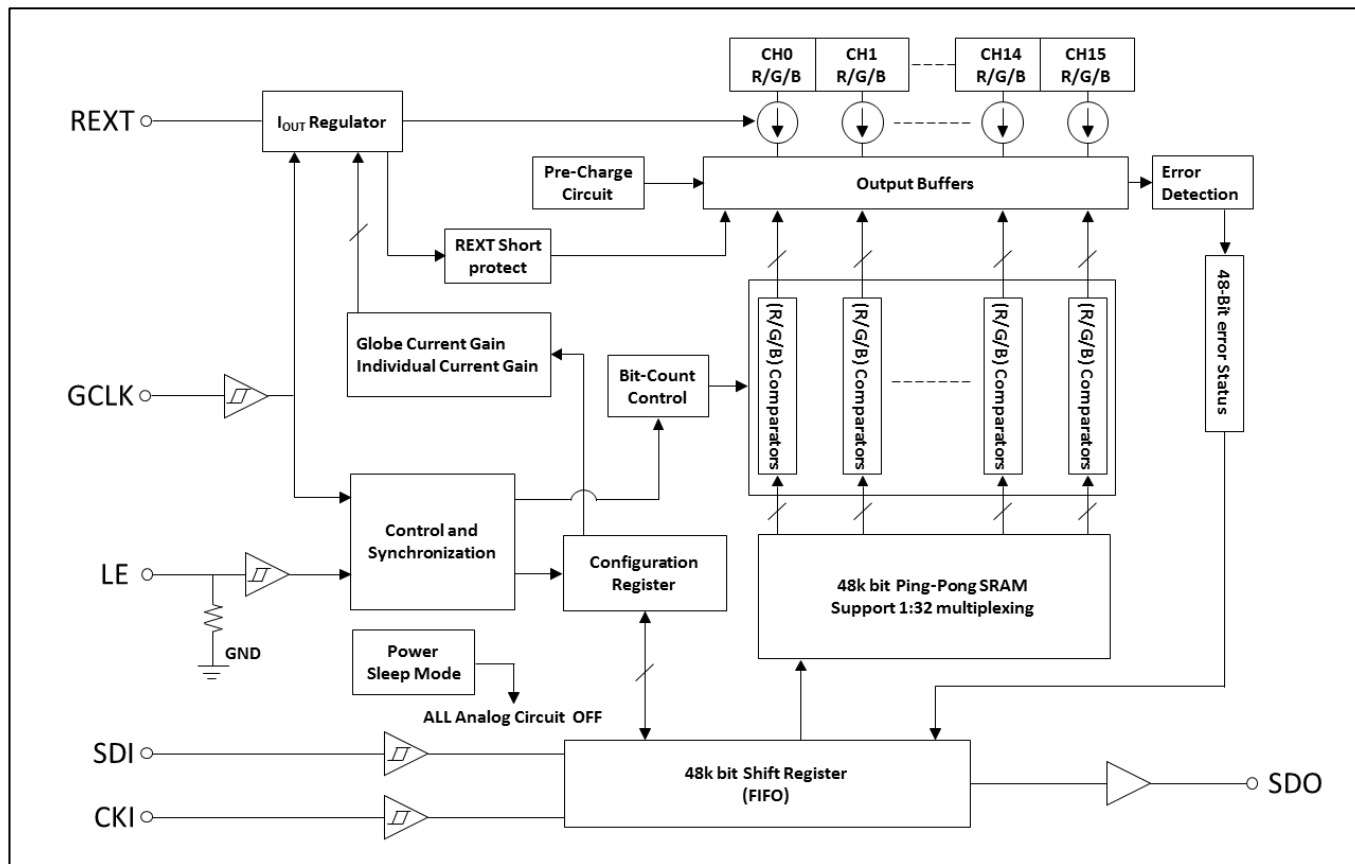 CH0
R/G/B
CH1
R/G/B
CH14
R/G/B
CH15
R/G/B
REXT
IOUT Regulator
Pre-Charge
Circuit
Output Buffers
Error
Detection
REXT Short
protect
48-Bit error Status
Globe Current Gain
Individual Current Gain
(R/G/B) Comparators
(R/G/B) Comparators
(R/G/B) Comparators
(R/G/B) Comparators
GCLK
Bit-Count
Control
Control and
Synchronization
LE
Configuration
Register
48k bit Ping-Pong SRAM
Support 1:32 multiplexing
GND
Power
Sleep Mode
ALL Analog Circuit OFF
SDI
48k bit Shift Register
(FIFO)
SDO
CKI